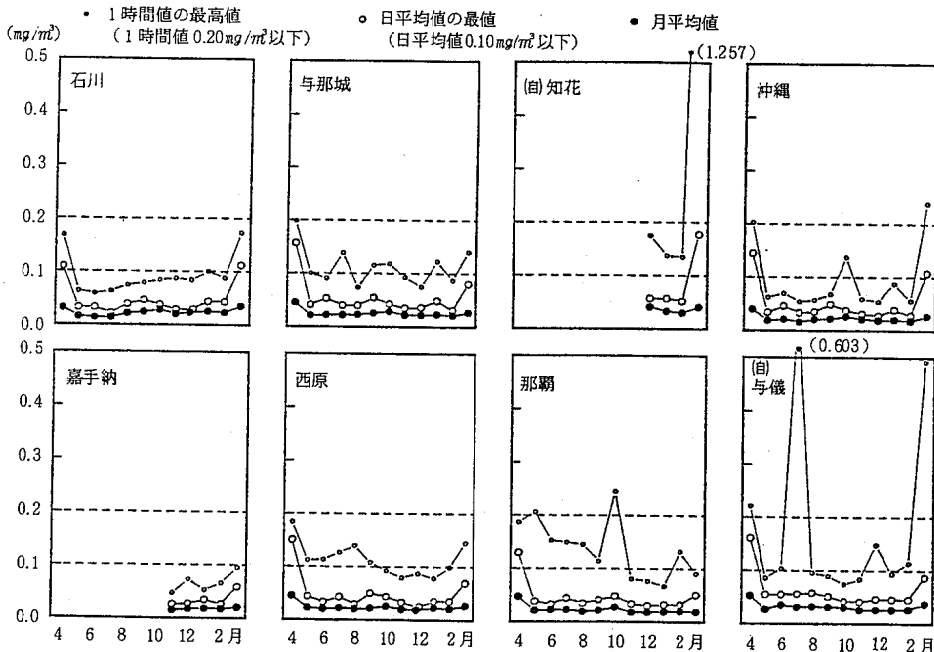 ・1時間値の最高値 ○日平均値の最値 ●月平均値
(mg/m³) (1時間値0.20mg/m³以下) (日平均値0.10mg/m³以下)
0.5
0.4
0.3
0.2
0.1
0.0
石川
与那城
(自)知花
(1.257)
沖縄
0.5
0.4
0.3
0.2
0.1
0.0
嘉手納
西原
那覇
(0.603)
(自)
与儀
4 6 8 10 12 2月
4 6 8 10 12 2月
4 6 8 10 12 2月
4 6 8 10 12 2月